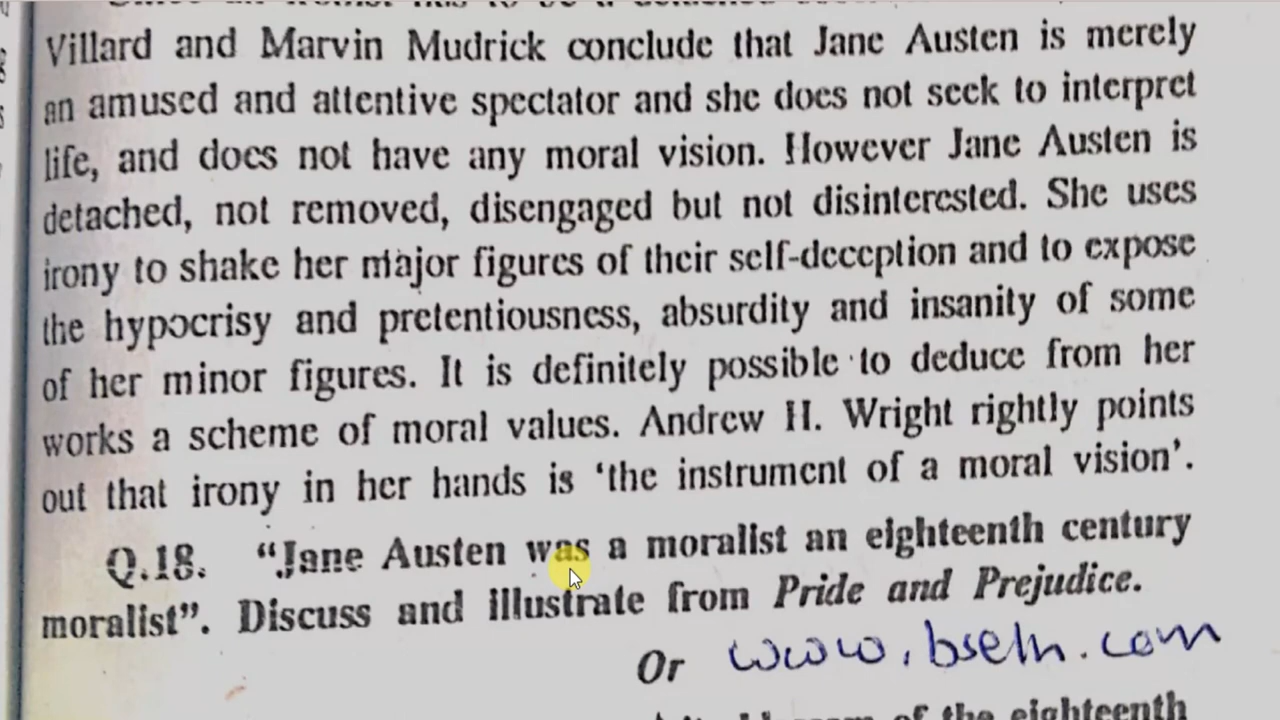 Villard and Marvin Mudrick conclude that Jane Austen is merely
an amused and attentive spectator and she does not seek to interpret
life, and does not have any moral vision. However Jane Austen is
detached, not removed, disengaged but not disinterested. She uses
irony to shake her major figures of their self-deception and to expose
the hypocrisy and pretentiousness, absurdity and insanity of some
of her minor figures. It is definitely possible to deduce from her
works a scheme of moral values. Andrew H. Wright rightly points
out that irony in her hands is ‘the instrument of a moral vision’.
Q.18. “Jane Austen was a moralist an eighteenth century
moralist”. Discuss and illustrate from Pride and Prejudice.
Or www.bseln.com
of the eighteenth